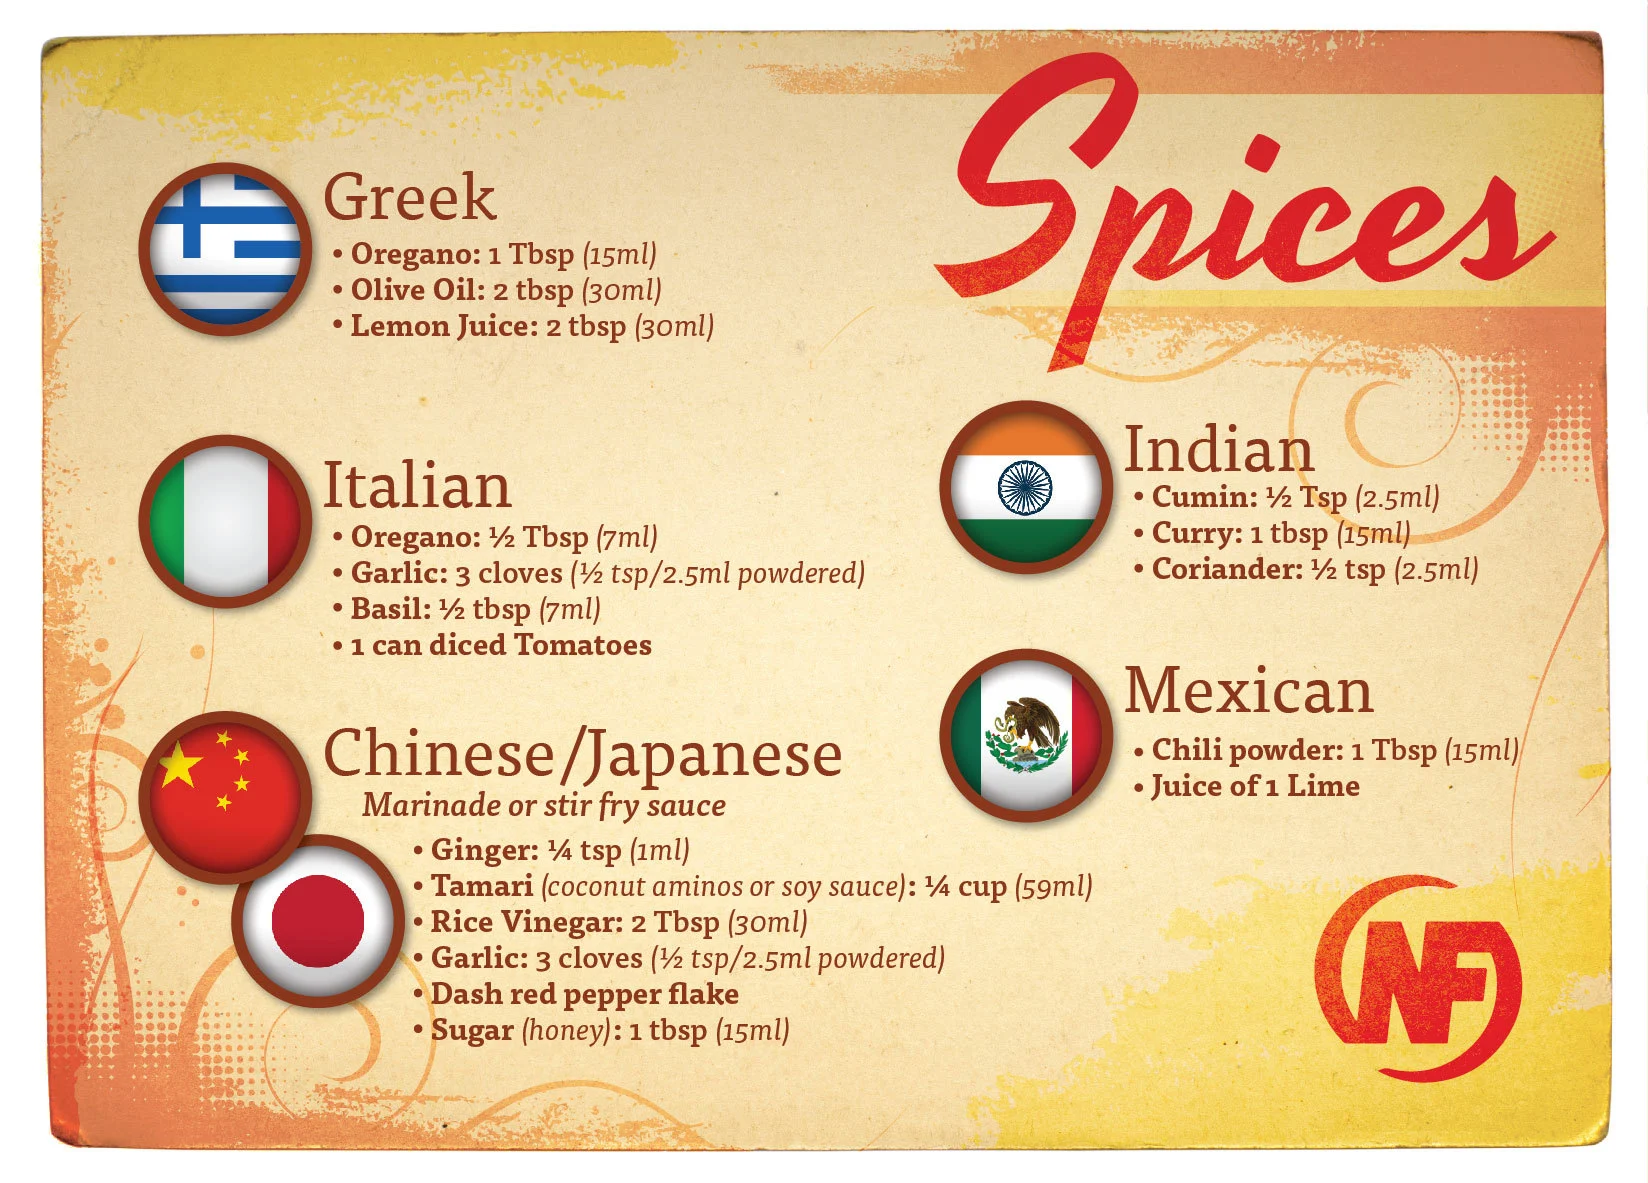 Spices
Greek
• Oregano: 1 Tbsp (15ml)
• Olive Oil: 2 tbsp (30ml)
• Lemon Juice: 2 tbsp (30ml)
Italian
• Oregano: ½ Tbsp (7ml)
• Garlic: 3 cloves (½ tsp/2.5ml powdered)
• Basil: ½ tbsp (7ml)
• 1 can diced Tomatoes
Chinese/Japanese
Marinade or stir fry sauce
• Ginger: ¼ tsp (1ml)
• Tamari (coconut aminos or soy sauce): ¼ cup (59ml)
• Rice Vinegar: 2 Tbsp (30ml)
• Garlic: 3 cloves (½ tsp/2.5ml powdered)
• Dash red pepper flake
• Sugar (honey): 1 tbsp (15ml)
Indian
• Cumin: ½ Tsp (2.5ml)
• Curry: 1 tbsp (15ml)
• Coriander: ½ tsp (2.5ml)
Mexican
• Chili powder: 1 Tbsp (15ml)
• Juice of 1 Lime
NF